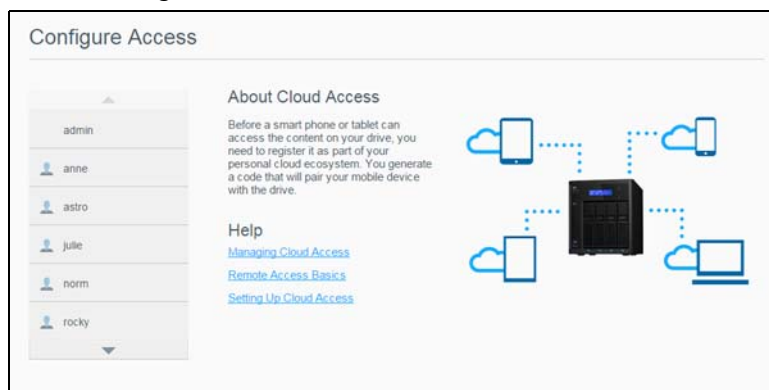 Configure Access
admin
anne
astro
julie
norm
rocky
About Cloud Access
Before a smart phone or tablet can
access the content on your drive, you
need to register it as part of your
personal cloud ecosystem. You generate
a code that will pair your mobile device
with the drive.
Help
Managing Cloud Access
Remote Access Basics
Setting Up Cloud Access